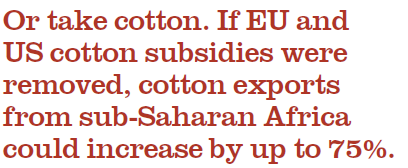 Or take cotton. If EU and
US cotton subsidies were
removed, cotton exports
from sub-Saharan Africa
could increase by up to 75%.